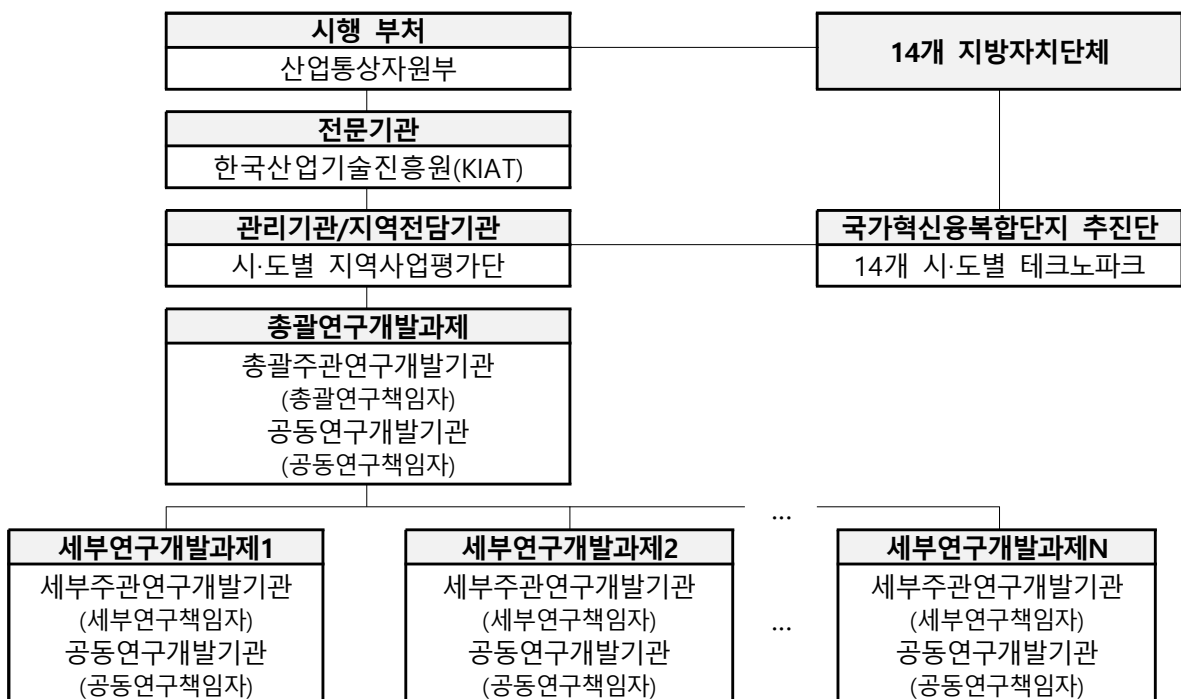 시행 부처
산업통상자원부
14개 지방자치단체
전문기관
한국산업기술진흥원(KIAT)
관리기관/지역전담기관
시·도별 지역사업평가단
국가혁신융복합단지 추진단
14개 시·도별 테크노파크
총괄연구개발과제
총괄주관연구개발기관
(총괄연구책임자)
공동연구개발기관
(공동연구책임자)
...
세부연구개발과제1
세부주관연구개발기관
(세부연구책임자)
공동연구개발기관
(공동연구책임자)
세부연구개발과제2
세부주관연구개발기관
(세부연구책임자)
공동연구개발기관
(공동연구책임자)
...
세부연구개발과제N
세부주관연구개발기관
(세부연구책임자)
공동연구개발기관
(공동연구책임자)